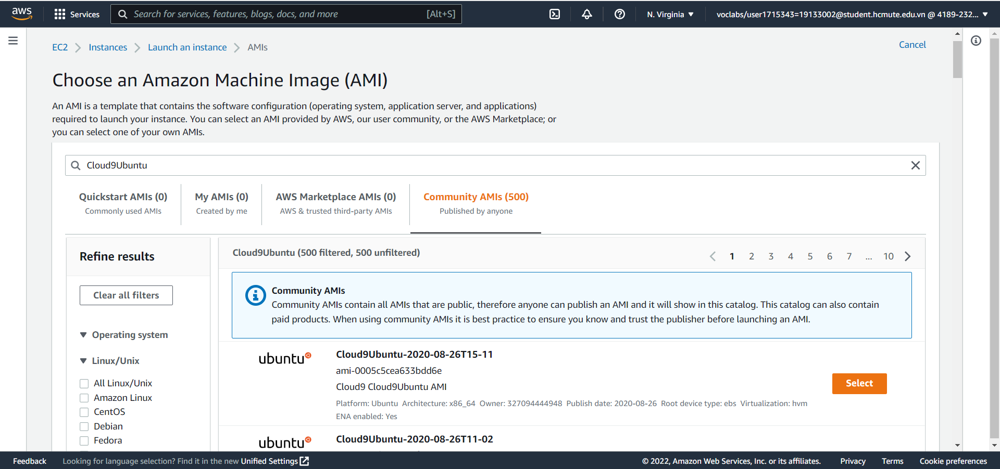 aws
Services
Search for services, features, blogs, docs, and more [Alt+S]
N. Virginia
voclabs/user1715343=19133002@student.hcmute.edu.vn @ 4189-232...
EC2 Instances Launch an instance AMIs
Cancel
Choose an Amazon Machine Image (AMI)
An AMI is a template that contains the software configuration (operating system, application server, and applications)
required to launch your instance. You can select an AMI provided by AWS, our user community, or the AWS Marketplace; or
you can select one of your own AMIs.
Cloud9Ubuntu
Quickstart AMIs (0)
Commonly used AMIs
My AMIs (0)
Created by me
AWS Marketplace AMIs (0)
AWS & trusted third-party AMIs
Community AMIs (500)
Published by anyone
Refine results
Clear all filters
Operating system
Linux/Unix
All Linux/Unix
Amazon Linux
CentOS
Debian
Fedora
Cloud9Ubuntu (500 filtered, 500 unfiltered)
1 2 3 4 5 6 7 ... 10
Community AMIs
Community AMIs contain all AMIs that are public, therefore anyone can publish an AMI and it will show in this catalog. This catalog can also contain
paid products. When using community AMIs it is best practice to ensure you know and trust the publisher before launching an AMI.
ubuntu
Cloud9Ubuntu-2020-08-26T15-11
ami-0005c5cea633bdd6e
Cloud9 Cloud9Ubuntu AMI
Platform: Ubuntu Architecture: x86_64 Owner: 327094444948 Publish date: 2020-08-26 Root device type: ebs Virtualization: hvm
ENA enabled: Yes
Select
ubuntu
Cloud9Ubuntu-2020-08-26T11-02
Feedback
Looking for language selection? Find it in the new Unified Settings
© 2022, Amazon Web Services, Inc. or its affiliates.
Privacy
Terms
Cookie preferences